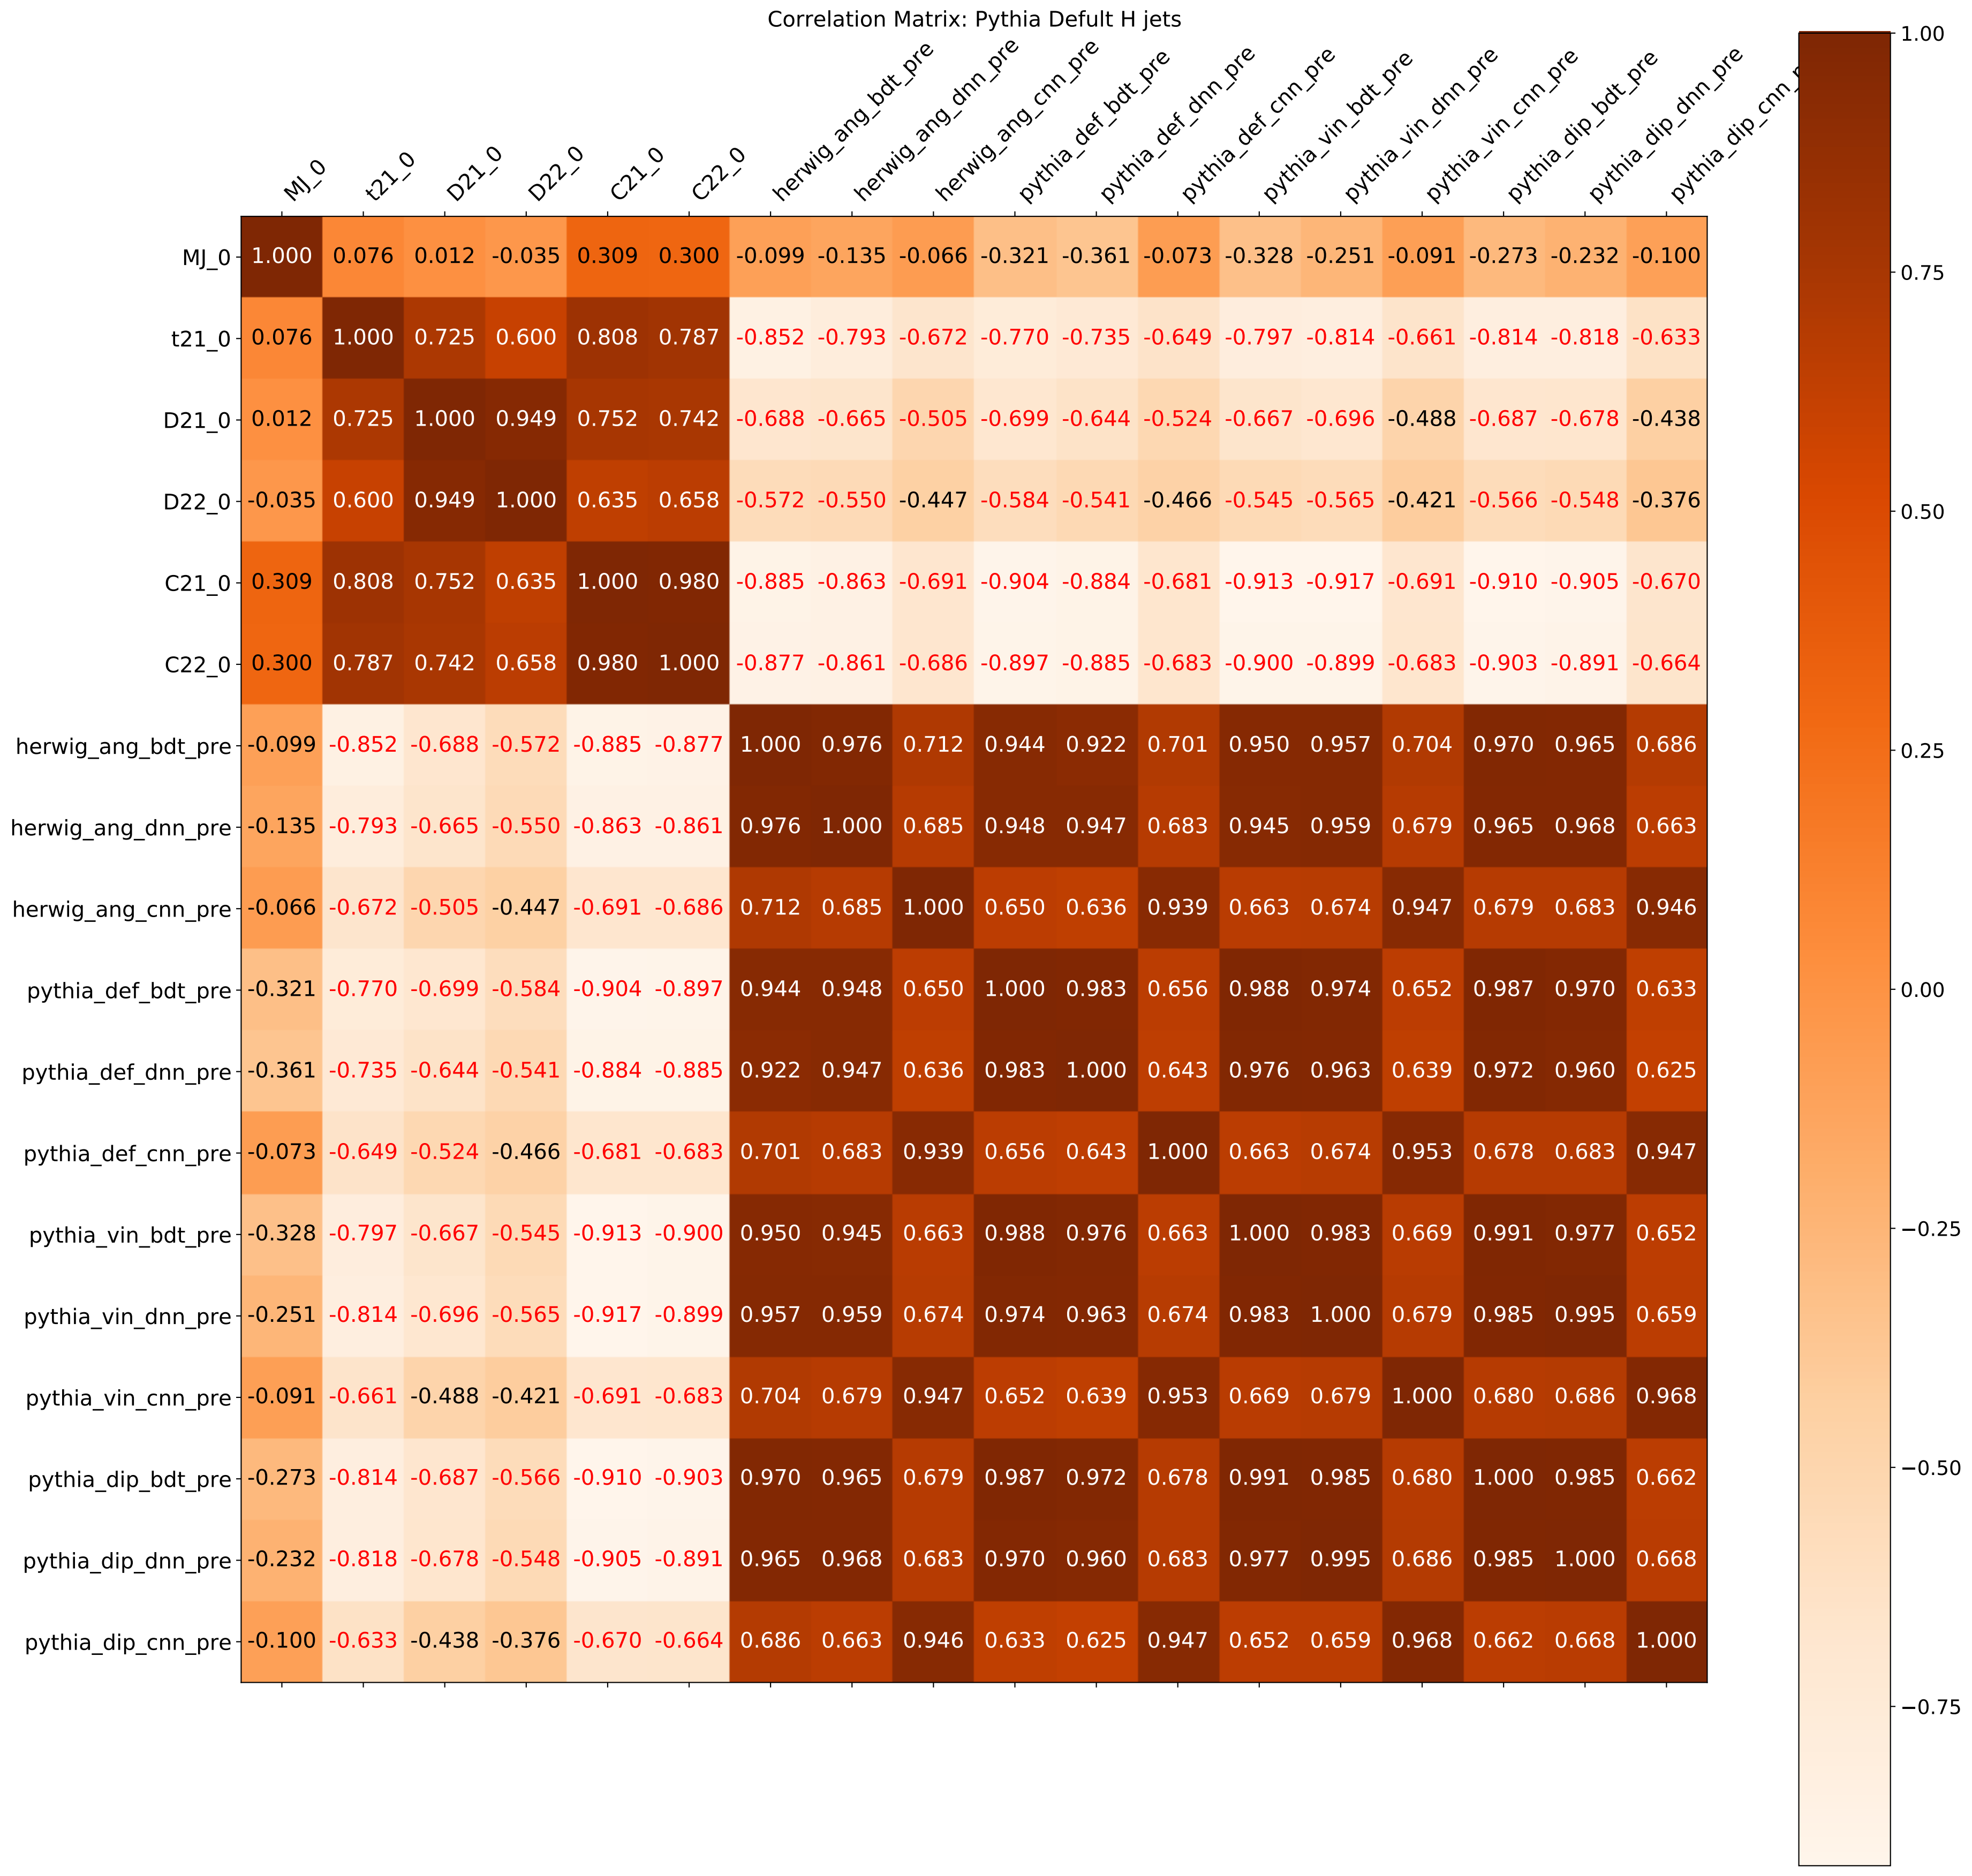 Correlation Matrix: Pythia Defult H jets
MJ_0 t21_0 D21_0 D22_0 C21_0 C22_0 herwig_ang_bdt_pre herwig_ang_dnn_pre herwig_ang_cnn_pre pythia_def_bdt_pre pythia_def_dnn_pre pythia_def_cnn_pre pythia_vin_bdt_pre pythia_vin_dnn_pre pythia_vin_cnn_pre pythia_dip_bdt_pre pythia_dip_dnn_pre pythia_dip_cnn_p
MJ_0 1.000 0.076 0.012 -0.035 0.309 0.300 -0.099 -0.135 -0.066 -0.321 -0.361 -0.073 -0.328 -0.251 -0.091 -0.273 -0.232 -0.100
t21_0 0.076 1.000 0.725 0.600 0.808 0.787 -0.852 -0.793 -0.672 -0.770 -0.735 -0.649 -0.797 -0.814 -0.661 -0.814 -0.818 -0.633
D21_0 0.012 0.725 1.000 0.949 0.752 0.742 -0.688 -0.665 -0.505 -0.699 -0.644 -0.524 -0.667 -0.696 -0.488 -0.687 -0.678 -0.438
D22_0 -0.035 0.600 0.949 1.000 0.635 0.658 -0.572 -0.550 -0.447 -0.584 -0.541 -0.466 -0.545 -0.565 -0.421 -0.566 -0.548 -0.376
C21_0 0.309 0.808 0.752 0.635 1.000 0.980 -0.885 -0.863 -0.691 -0.904 -0.884 -0.681 -0.913 -0.917 -0.691 -0.910 -0.905 -0.670
C22_0 0.300 0.787 0.742 0.658 0.980 1.000 -0.877 -0.861 -0.686 -0.897 -0.885 -0.683 -0.900 -0.899 -0.683 -0.903 -0.891 -0.664
herwig_ang_bdt_pre -0.099 -0.852 -0.688 -0.572 -0.885 -0.877 1.000 0.976 0.712 0.944 0.922 0.701 0.950 0.957 0.704 0.970 0.965 0.686
herwig_ang_dnn_pre -0.135 -0.793 -0.665 -0.550 -0.863 -0.861 0.976 1.000 0.685 0.948 0.947 0.683 0.945 0.959 0.679 0.965 0.968 0.663
herwig_ang_cnn_pre -0.066 -0.672 -0.505 -0.447 -0.691 -0.686 0.712 0.685 1.000 0.650 0.636 0.939 0.663 0.674 0.947 0.679 0.683 0.946
pythia_def_bdt_pre -0.321 -0.770 -0.699 -0.584 -0.904 -0.897 0.944 0.948 0.650 1.000 0.983 0.656 0.988 0.974 0.652 0.987 0.970 0.633
pythia_def_dnn_pre -0.361 -0.735 -0.644 -0.541 -0.884 -0.885 0.922 0.947 0.636 0.983 1.000 0.643 0.976 0.963 0.639 0.972 0.960 0.625
pythia_def_cnn_pre -0.073 -0.649 -0.524 -0.466 -0.681 -0.683 0.701 0.683 0.939 0.656 0.643 1.000 0.663 0.674 0.953 0.678 0.683 0.947
pythia_vin_bdt_pre -0.328 -0.797 -0.667 -0.545 -0.913 -0.900 0.950 0.945 0.663 0.988 0.976 0.663 1.000 0.983 0.669 0.991 0.977 0.652
pythia_vin_dnn_pre -0.251 -0.814 -0.696 -0.565 -0.917 -0.899 0.957 0.959 0.674 0.974 0.963 0.674 0.983 1.000 0.679 0.985 0.995 0.659
pythia_vin_cnn_pre -0.091 -0.661 -0.488 -0.421 -0.691 -0.683 0.704 0.679 0.947 0.652 0.639 0.953 0.669 0.679 1.000 0.680 0.686 0.968
pythia_dip_bdt_pre -0.273 -0.814 -0.687 -0.566 -0.910 -0.903 0.970 0.965 0.679 0.987 0.972 0.678 0.991 0.985 0.680 1.000 0.985 0.662
pythia_dip_dnn_pre -0.232 -0.818 -0.678 -0.548 -0.905 -0.891 0.965 0.968 0.683 0.970 0.960 0.683 0.977 0.995 0.686 0.985 1.000 0.668
pythia_dip_cnn_pre -0.100 -0.633 -0.438 -0.376 -0.670 -0.664 0.686 0.663 0.946 0.633 0.625 0.947 0.652 0.659 0.968 0.662 0.668 1.000
1.00
0.75
0.50
0.25
0.00
−0.25
−0.50
−0.75